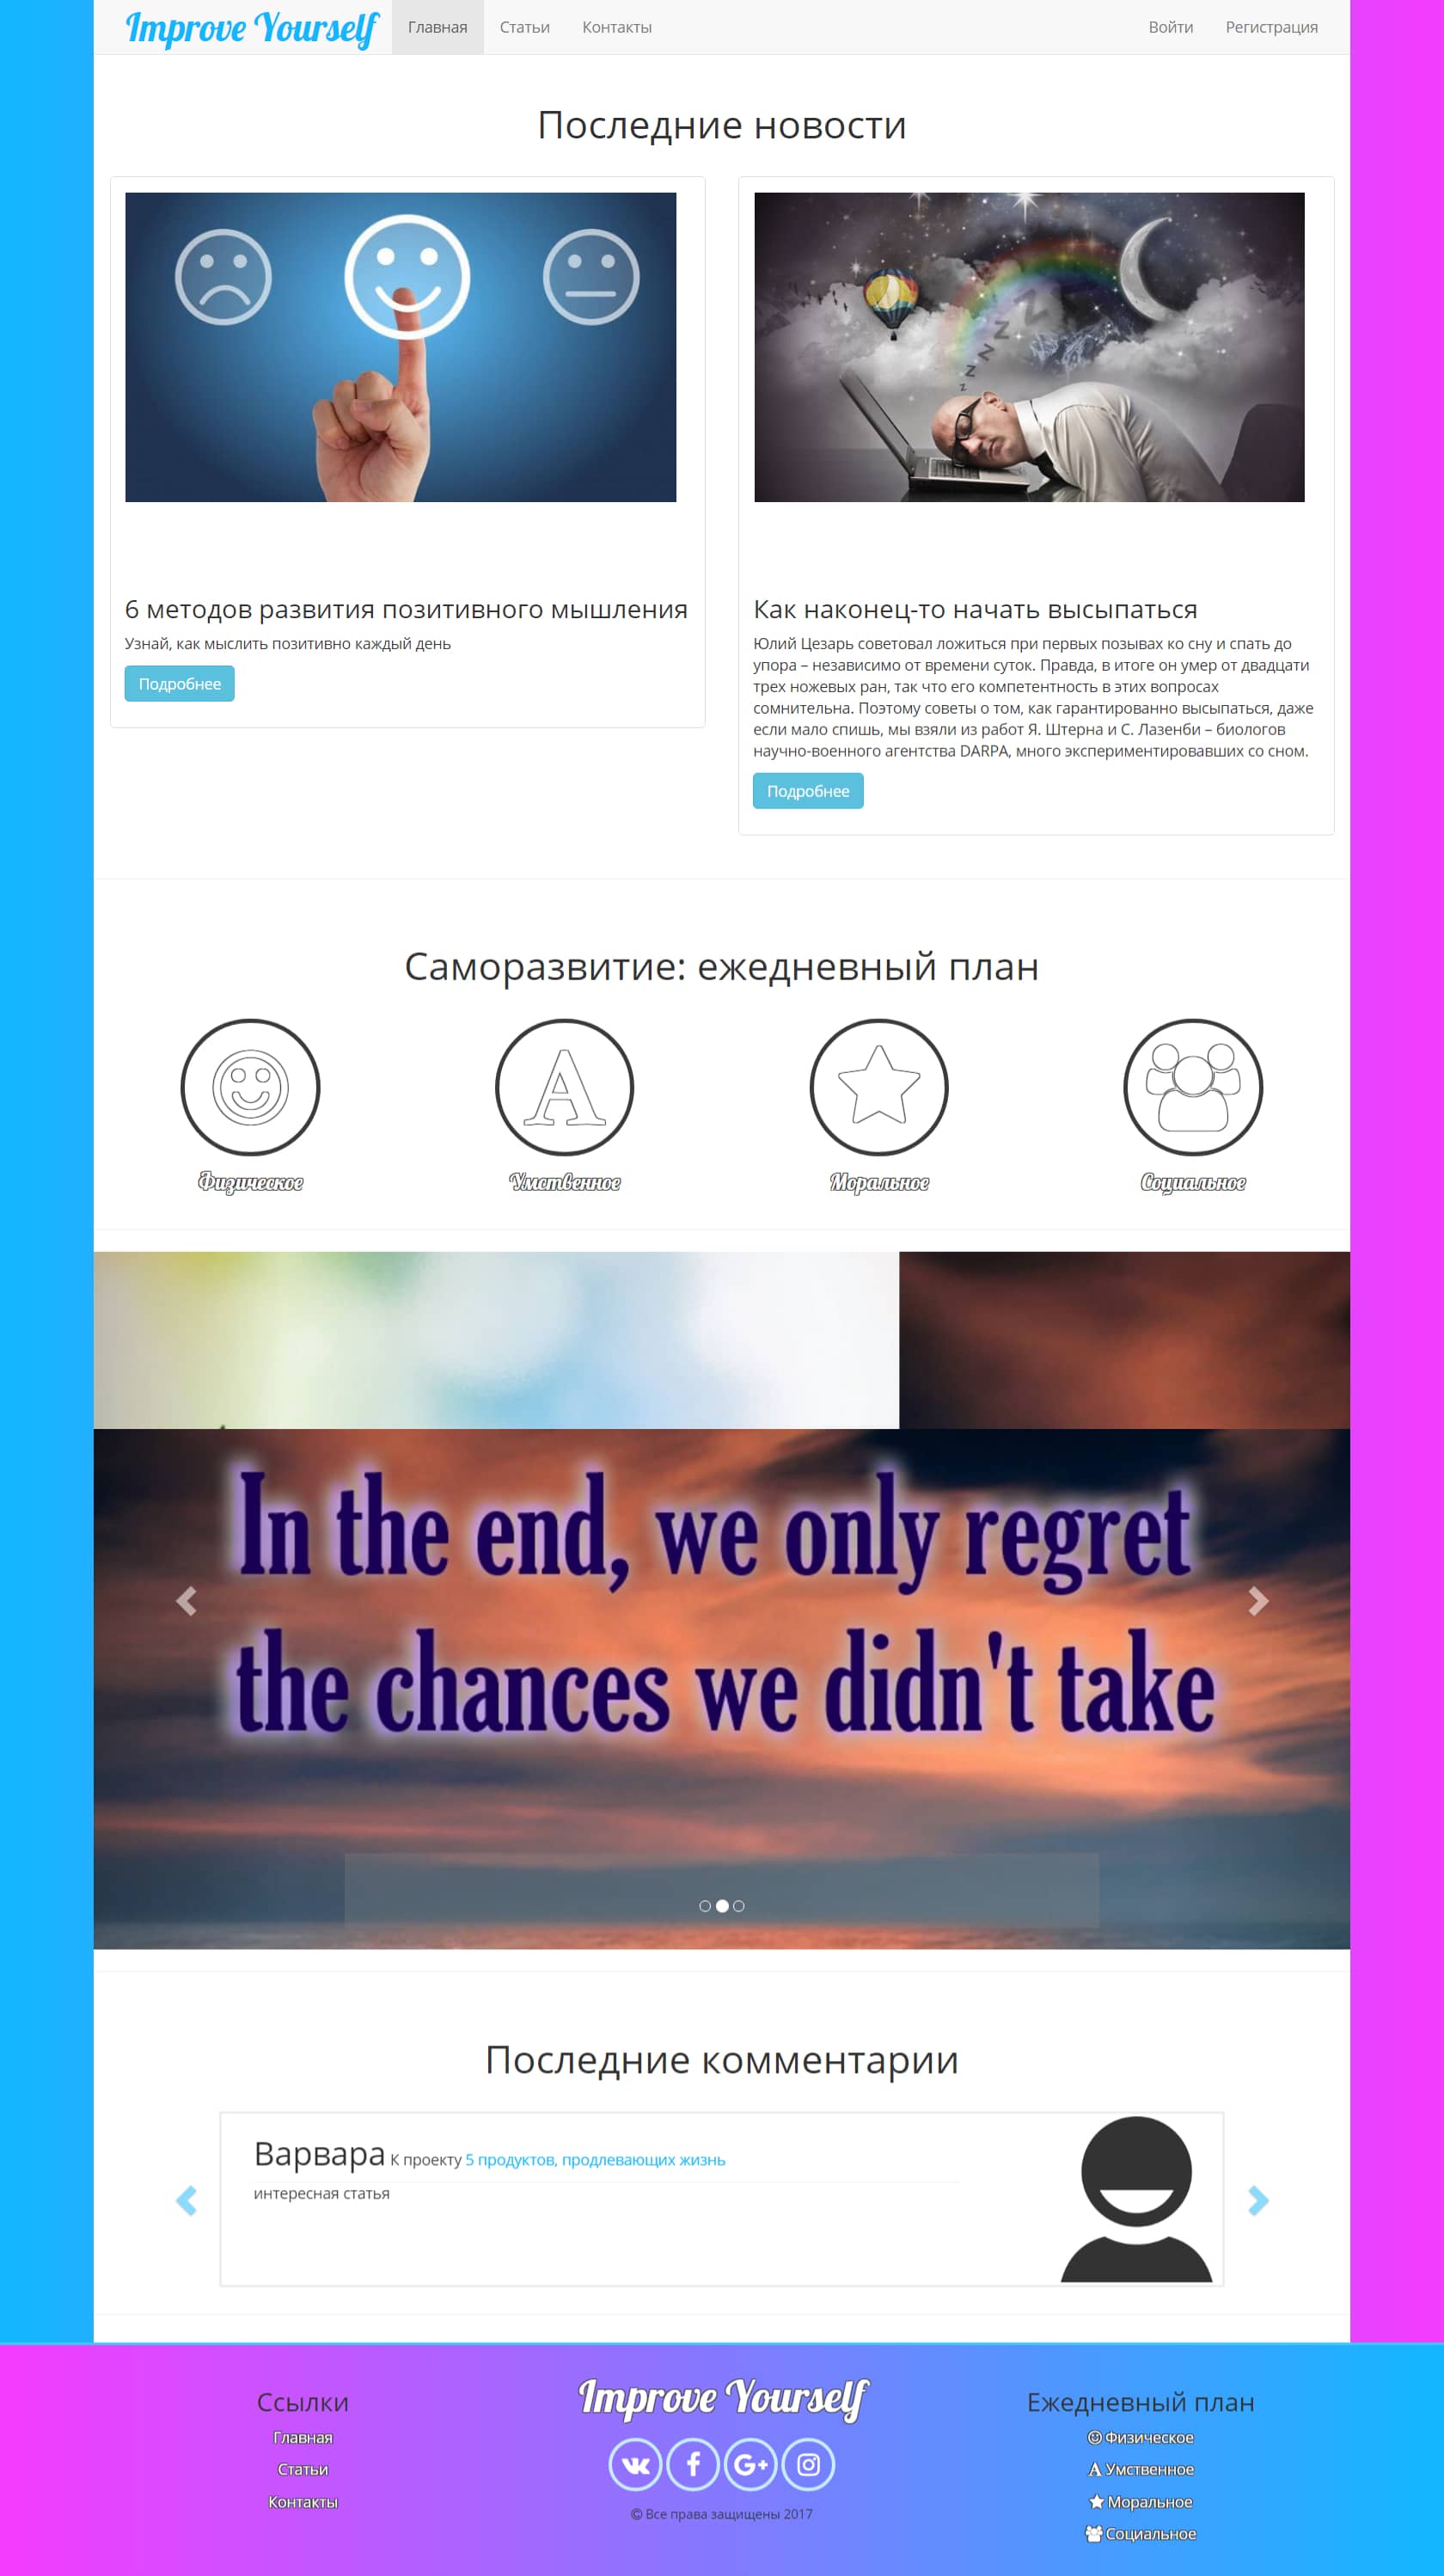 Improve Yourself
Главная
Статьи
Контакты
Войти
Регистрация
Последние новости
Z
Z
Z
Z
z
6 методов развития позитивного мышления
Узнай, как мыслить позитивно каждый день
Подробнее
Как наконец-то начать высыпаться
Юлий Цезарь советовал ложиться при первых позывах ко сну и спать до
упора – независимо от времени суток. Правда, в итоге он умер от двадцати
трех ножевых ран, так что его компетентность в этих вопросах
сомнительна. Поэтому советы о том, как гарантированно высыпаться, даже
если мало спишь, мы взяли из работ Я. Штерна и С. Лазенби – биологов
научно-военного агентства DARPA, много экспериментировавших со сном.
Подробнее
Саморазвитие: ежедневный план
A
Физическое
Умственное
Моральное
Социальное
In the end, we only regret
the chances we didn't take
Последние комментарии
Варвара К проекту 5 продуктов, продлевающих жизнь
интересная статья
Ссылки
Главная
Статьи
Контакты
Improve Yourself
G+
© Все права защищены 2017
Ежедневный план
Физическое
A Умственное
Моральное
Социальное